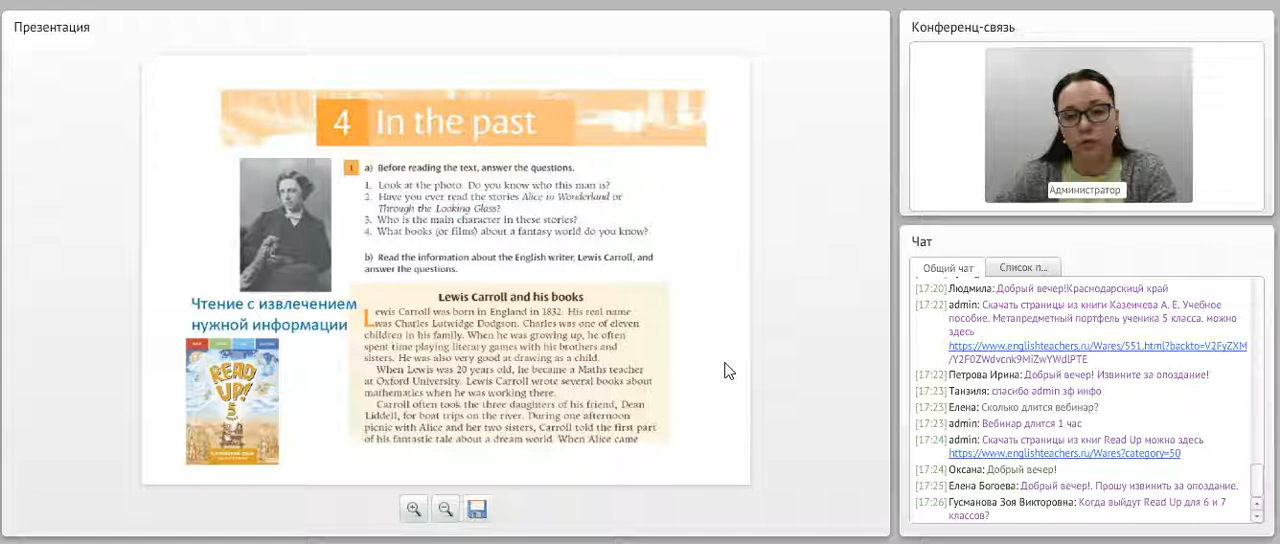 Презентация
4 In the past
1 a) Before reading the text, answer the questions.
1. Look at the photo. Do you know who this man is?
2. Have you ever read the stories Alice in Wonderland or
Through the Looking Glass?
3. Who is the main character in these stories?
4. What books (or films) about a fantasy world do you know?
b) Read the information about the English writer, Lewis Carroll, and
answer the questions.
Чтение с извлечением
нужной информации
READ
UP!
5
Lewis Carroll and his books
Lewis Carroll was born in England in 1832. His real name
was Charles Lutwidge Dodgson. Charles was one of eleven
children in his family. When he was growing up, he often
spent time playing literary games with his brothers and
sisters. He was also very good at drawing as a child.
When Lewis was 20 years old, he became a Maths teacher
at Oxford University. Lewis Carroll wrote several books about
mathematics when he was working there.
Carroll often took the three daughters of his friend, Dean
Liddell, for boat trips on the river. During one afternoon
picnic with Alice and her two sisters, Carroll told the first part
of his fantastic tale about a dream world. When Alice came
Конференц-связь
Администратор
Чат
Общий чат
Список п...
[17:20] Людмила: Добрый вечер!Краснодарскицй край
[17:22] admin: Скачать страницы из книги Казеичева А. Е. Учебное
пособие. Метапредметный портфель ученика 5 класса. можно
здесь
https://www.englishteachers.ru/Wares/551.html?backto=V2FyZXM
/Y2F0ZWdvcnk9MiZwYWdlPTE
[17:22] Петрова Ирина: Добрый вечер! Извините за опоздание!
[17:23] Танзиля: спасибо admin зф инфо
[17:23] Елена: Сколько длится вебинар?
[17:23] admin: Вебинар длится 1 час
[17:24] admin: Скачать страницы из книг Read Up можно здесь
https://www.englishteachers.ru/Wares?category=50
[17:24] Оксана: Добрый вечер!
[17:25] Елена Богоева: Добрый вечер!. Прошу извинить за опоздание.
[17:26] Гусманова Зоя Викторовна: Когда выйдут Read Up для 6 и 7
классов?